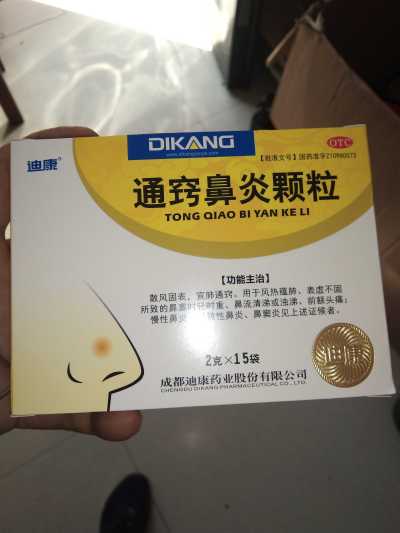 迪康®
DIKANG
www.dikangyaoye.com
OTC
【批准文号】国药准字Z10980073
通窍鼻炎颗粒
TONG QIAO BI YAN KE LI
【功能主治】
散风固表,宣肺通窍。用于风热蕴肺、表虚不固
所致的鼻塞时轻时重、鼻流清涕或浊涕、前额头痛;
慢性鼻炎、过敏性鼻炎、鼻窦炎见上述证候者。
2克×15袋
迪康
成都迪康药业股份有限公司
CHENGDU DIKANG PHARMACEUTICAL CO., LTD.